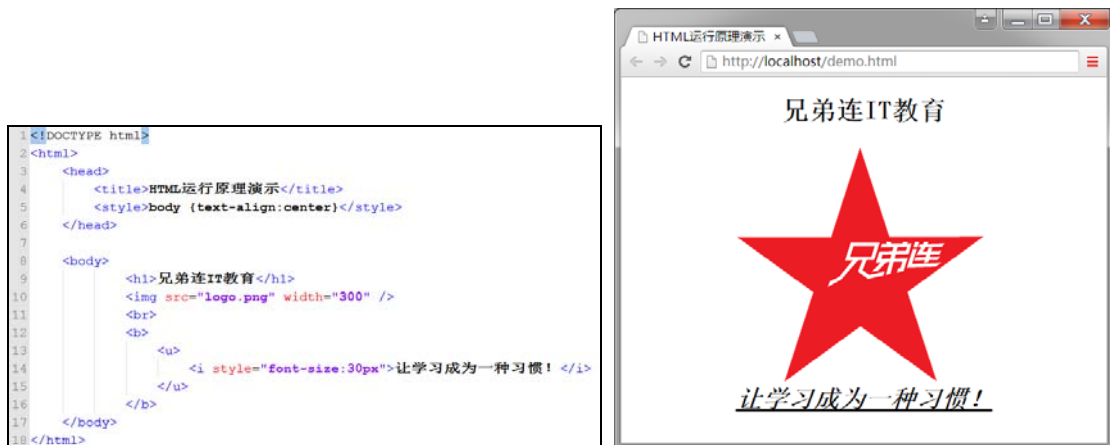 1 <!DOCTYPE html>
2 <html>
3 <head>
4 <title>HTML运行原理演示</title>
5 <style>body {text-align:center}</style>
6 </head>
7
8 <body>
9 <h1>兄弟连IT教育</h1>
10 <img src="logo.png" width="300" />
11 <br>
12 <b>
13 <u>
14 <i style="font-size:30px">让学习成为一种习惯！</i>
15 </u>
16 </b>
17 </body>
18 </html>
HTML运行原理演示
http://localhost/demo.html
兄弟连IT教育
兄弟连
让学习成为一种习惯！